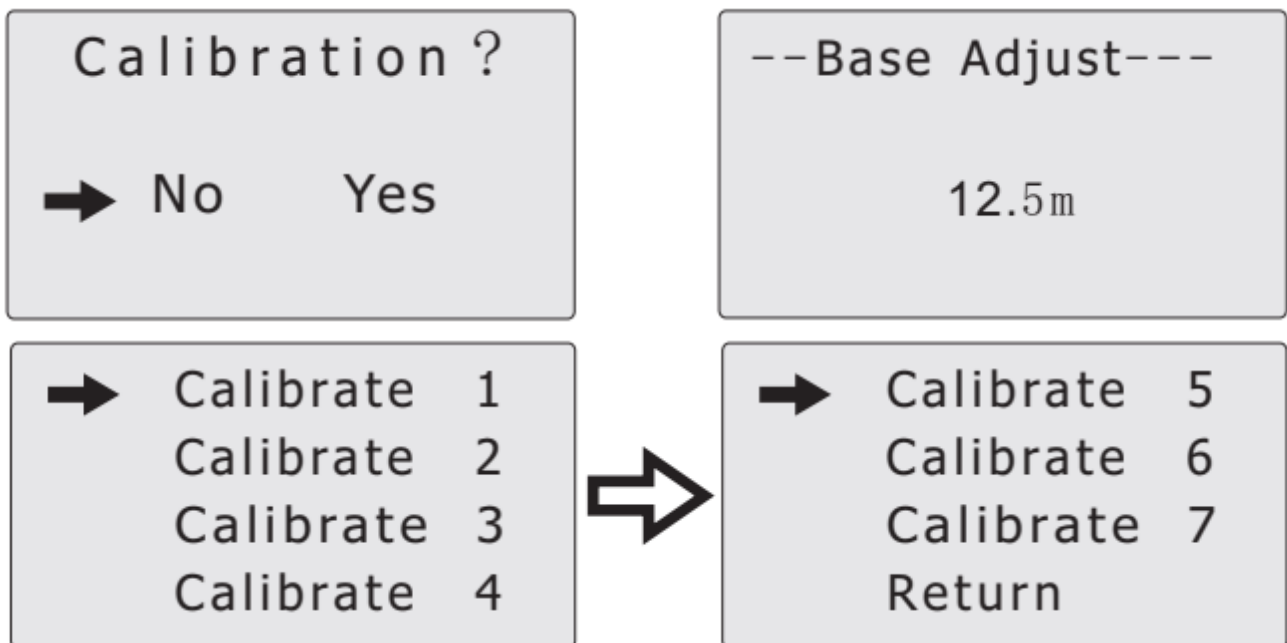 Calibration?
No Yes
--Base Adjust---
12.5m
Calibrate 1
Calibrate 2
Calibrate 3
Calibrate 4
Calibrate 5
Calibrate 6
Calibrate 7
Return